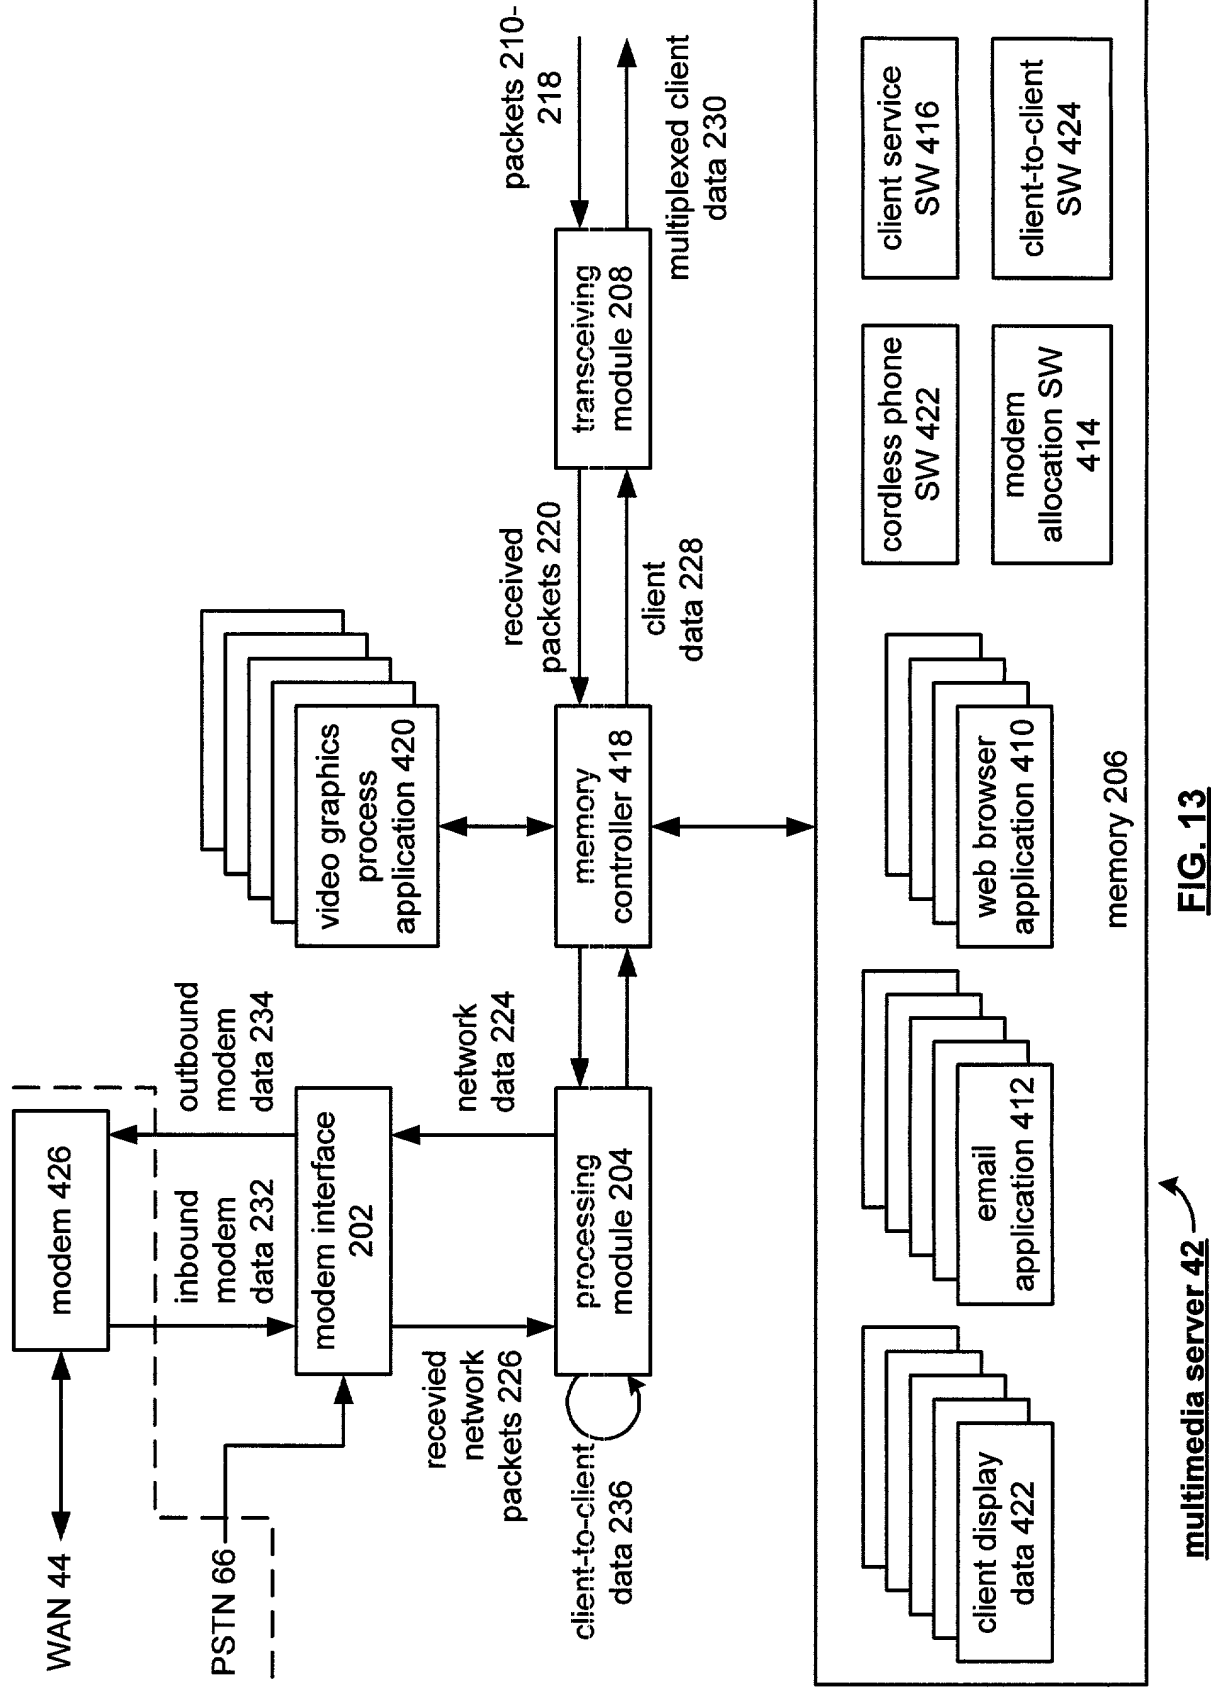 WAN 44
modem 426
PSTN 66
inbound
modem
data 232
outbound
modem
data 234
modem interface
202
video graphics
process
application 420
recevied
network
packets 226
network
data 224
received
packets 220
packets 210-
218
client-to-client
data 236
processing
module 204
memory
controller 418
transceiving
module 208
client
data 228
multiplexed client
data 230
client display
data 422
email
application 412
web browser
application 410
cordless phone
SW 422
client service
SW 416
modem
allocation SW
414
client-to-client
SW 424
memory 206
multimedia server 42
FIG. 13